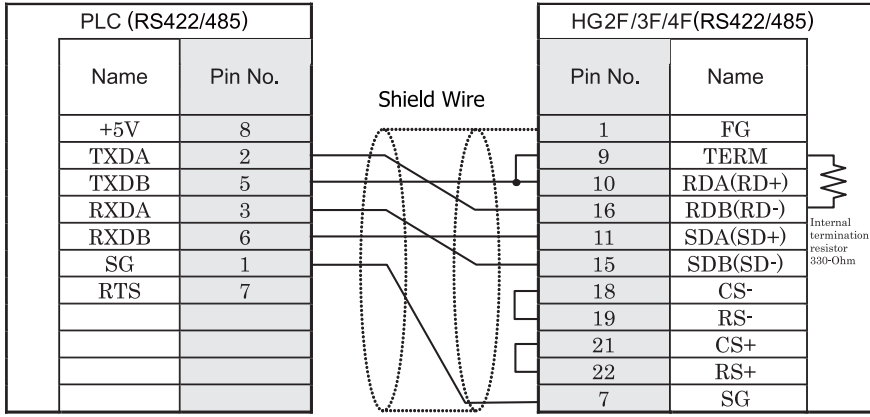 PLC (RS422/485)
HG2F/3F/4F(RS422/485)
Name Pin No.
Pin No. Name
Shield Wire
+5V 8 1 FG
TXDA 2 9 TERM
TXDB 5 10 RDA(RD+)
RXDA 3 16 RDB(RD-)
RXDB 6 11 SDA(SD+)
SG 1 15 SDB(SD-)
RTS 7 18 CS-
19 RS-
21 CS+
22 RS+
7 SG
Internal
termination
resistor
330-Ohm